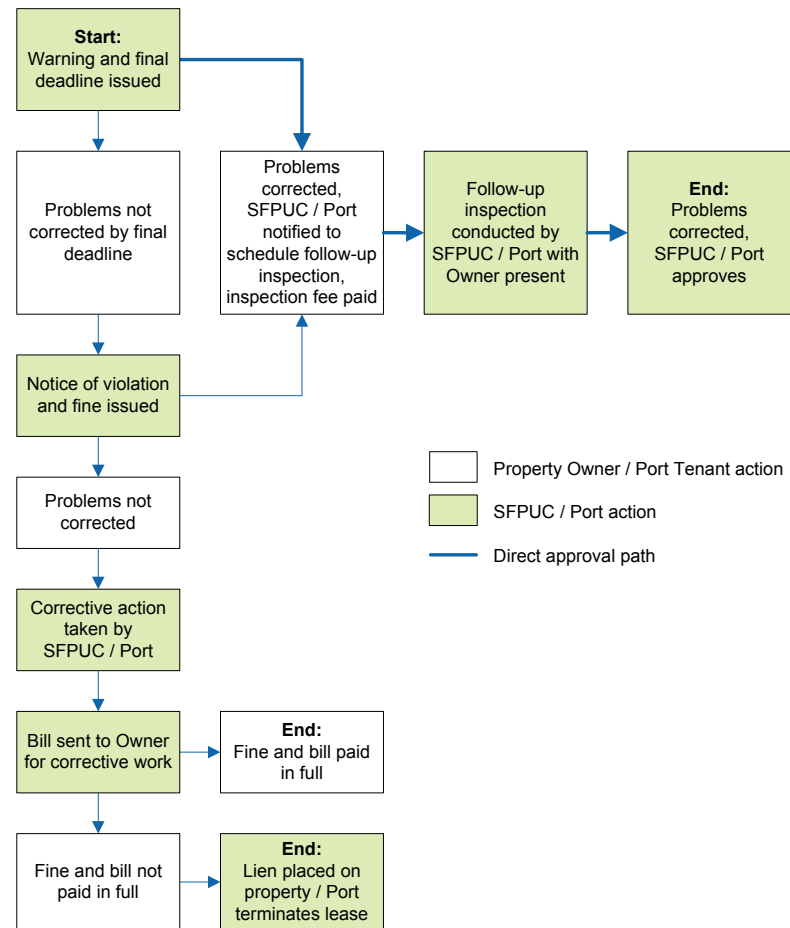 Start:
Warning and final
deadline issued
Problems not
corrected by final
deadline
Problems
corrected,
SFPUC / Port
notified to
schedule follow-up
inspection,
inspection fee paid
Follow-up
inspection
conducted by
SFPUC / Port with
Owner present
End:
Problems
corrected,
SFPUC / Port
approves
Notice of violation
and fine issued
Problems not
corrected
Property Owner / Port Tenant action
SFPUC / Port action
Direct approval path
Corrective action
taken by
SFPUC / Port
Bill sent to Owner
for corrective work
End:
Fine and bill paid
in full
Fine and bill not
paid in full
End:
Lien placed on
property / Port
terminates lease